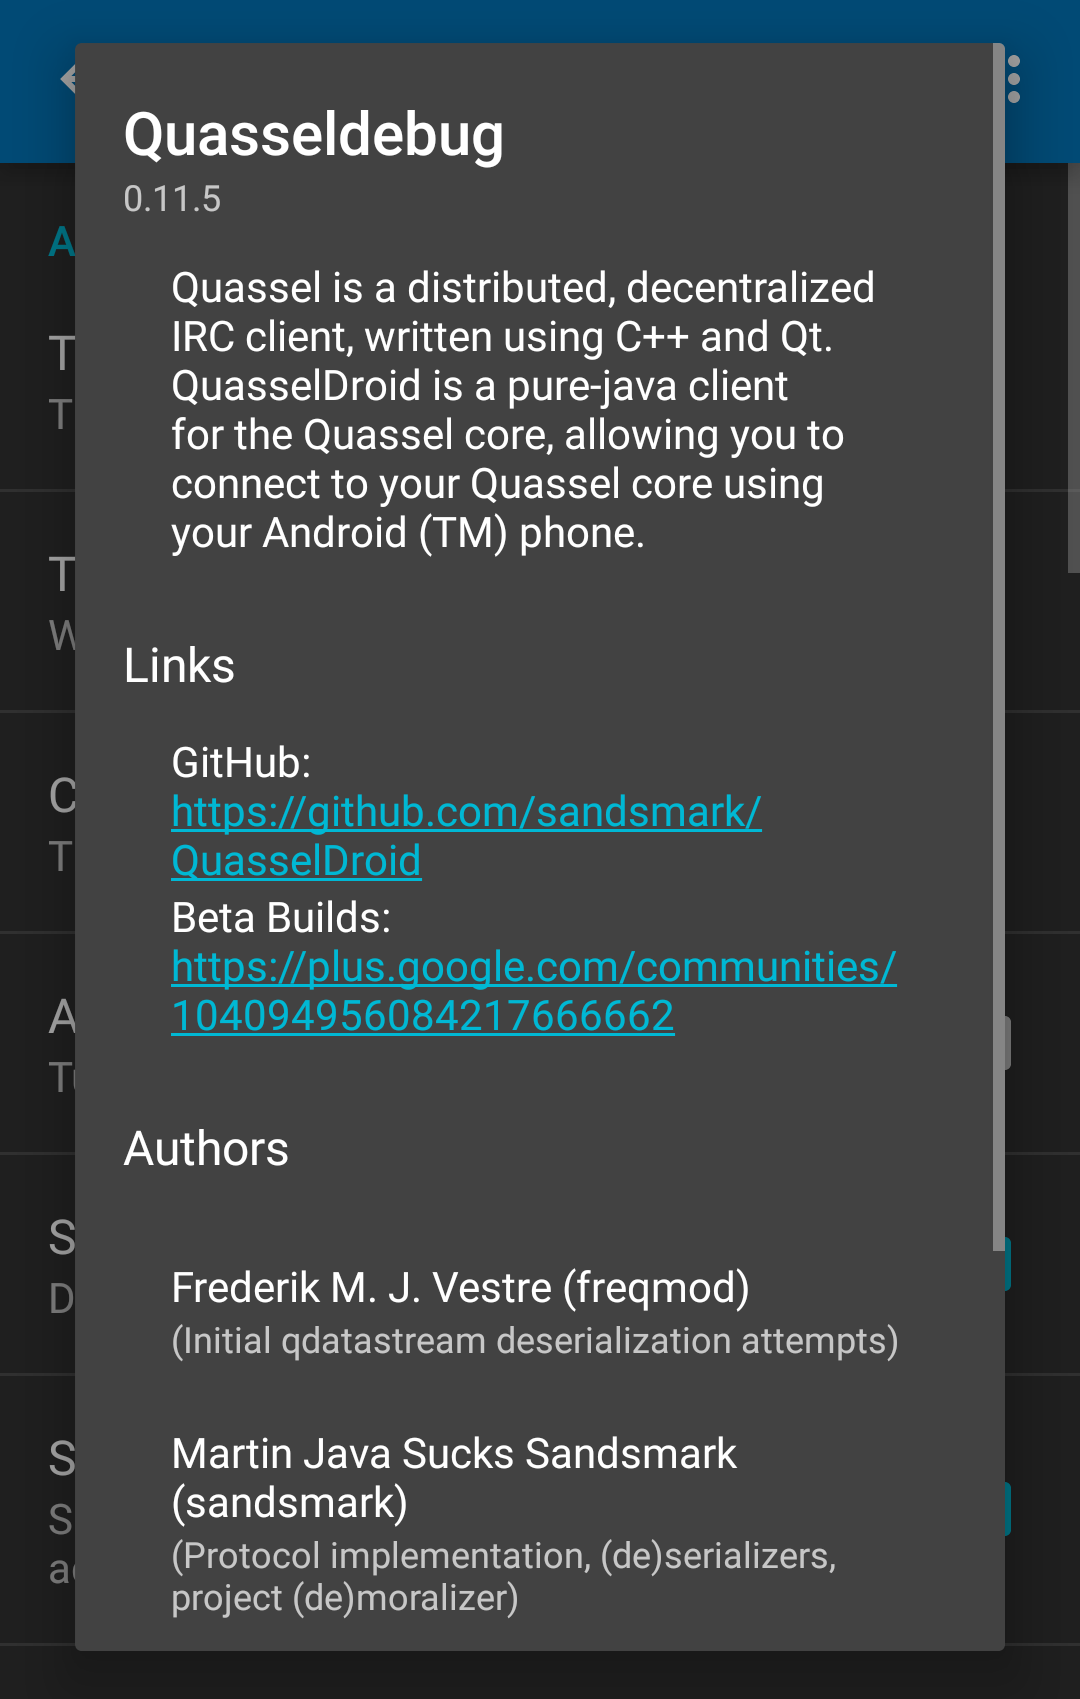 Quasseldebug
0.11.5
Quassel is a distributed, decentralized
IRC client, written using C++ and Qt.
QuasselDroid is a pure-java client
for the Quassel core, allowing you to
connect to your Quassel core using
your Android (TM) phone.
Links
GitHub:
https://github.com/sandsmark/
QuasselDroid
Beta Builds:
https://plus.google.com/communities/
104094956084217666662
Authors
Frederik M. J. Vestre (freqmod)
(Initial qdatastream deserialization attempts)
Martin Java Sucks Sandsmark
(sandsmark)
(Protocol implementation, (de)serializers,
project (de)moralizer)